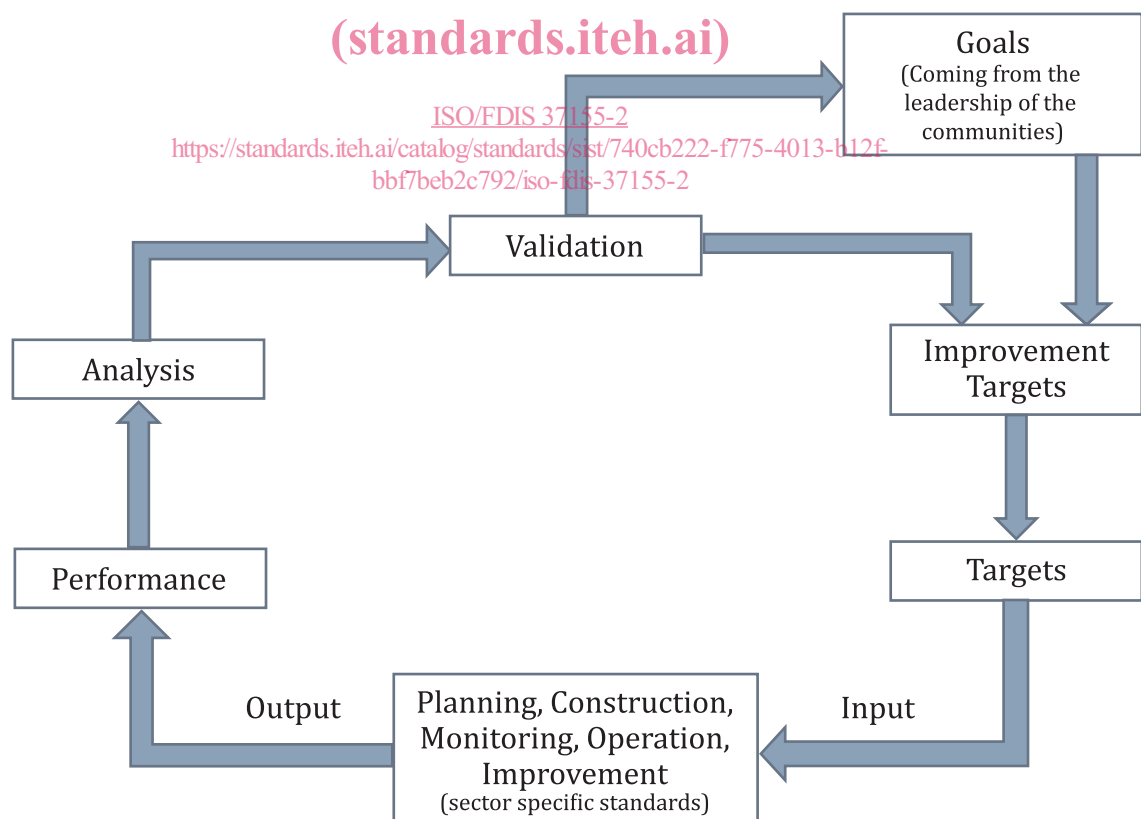 (standards.iteh.ai)
Goals
(Coming from the
leadership of the
communities)
ISO/FDIS 37155-2
https://standards.iteh.ai/catalog/standards/sist/740cb222-f775-4013-b12f-
bbf7beb2c792/iso-fdis-37155-2
Validation
Improvement
Targets
Analysis
Targets
Performance
Output
Planning, Construction,
Monitoring, Operation,
Improvement
(sector specific standards)
Input